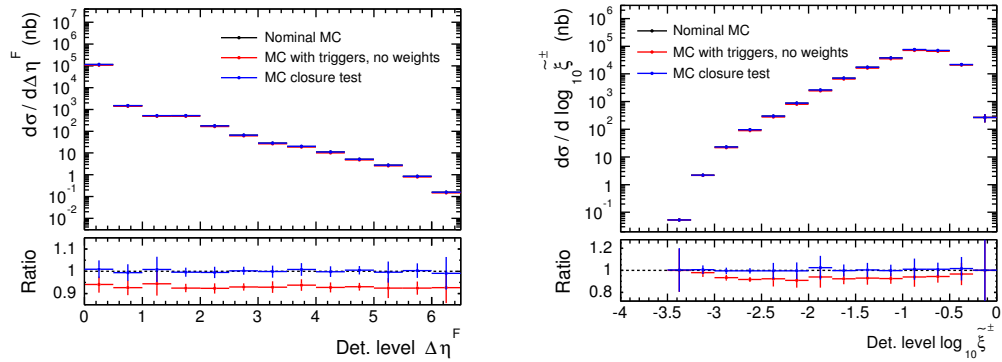 dσ / dΔη^F (nb)
10^7
10^6
10^5
10^4
10^3
10^2
10
1
10^-1
10^-2
Nominal MC
MC with triggers, no weights
MC closure test
Ratio
1.1
1
0.9
0 1 2 3 4 5 6
Det. level Δη^F
dσ / d log_10 ξ̃^± (nb)
10^7
10^6
10^5
10^4
10^3
10^2
10
1
10^-1
Nominal MC
MC with triggers, no weights
MC closure test
Ratio
1.2
1
0.8
-4 -3.5 -3 -2.5 -2 -1.5 -1 -0.5 0
Det. level log_10 ξ̃^±